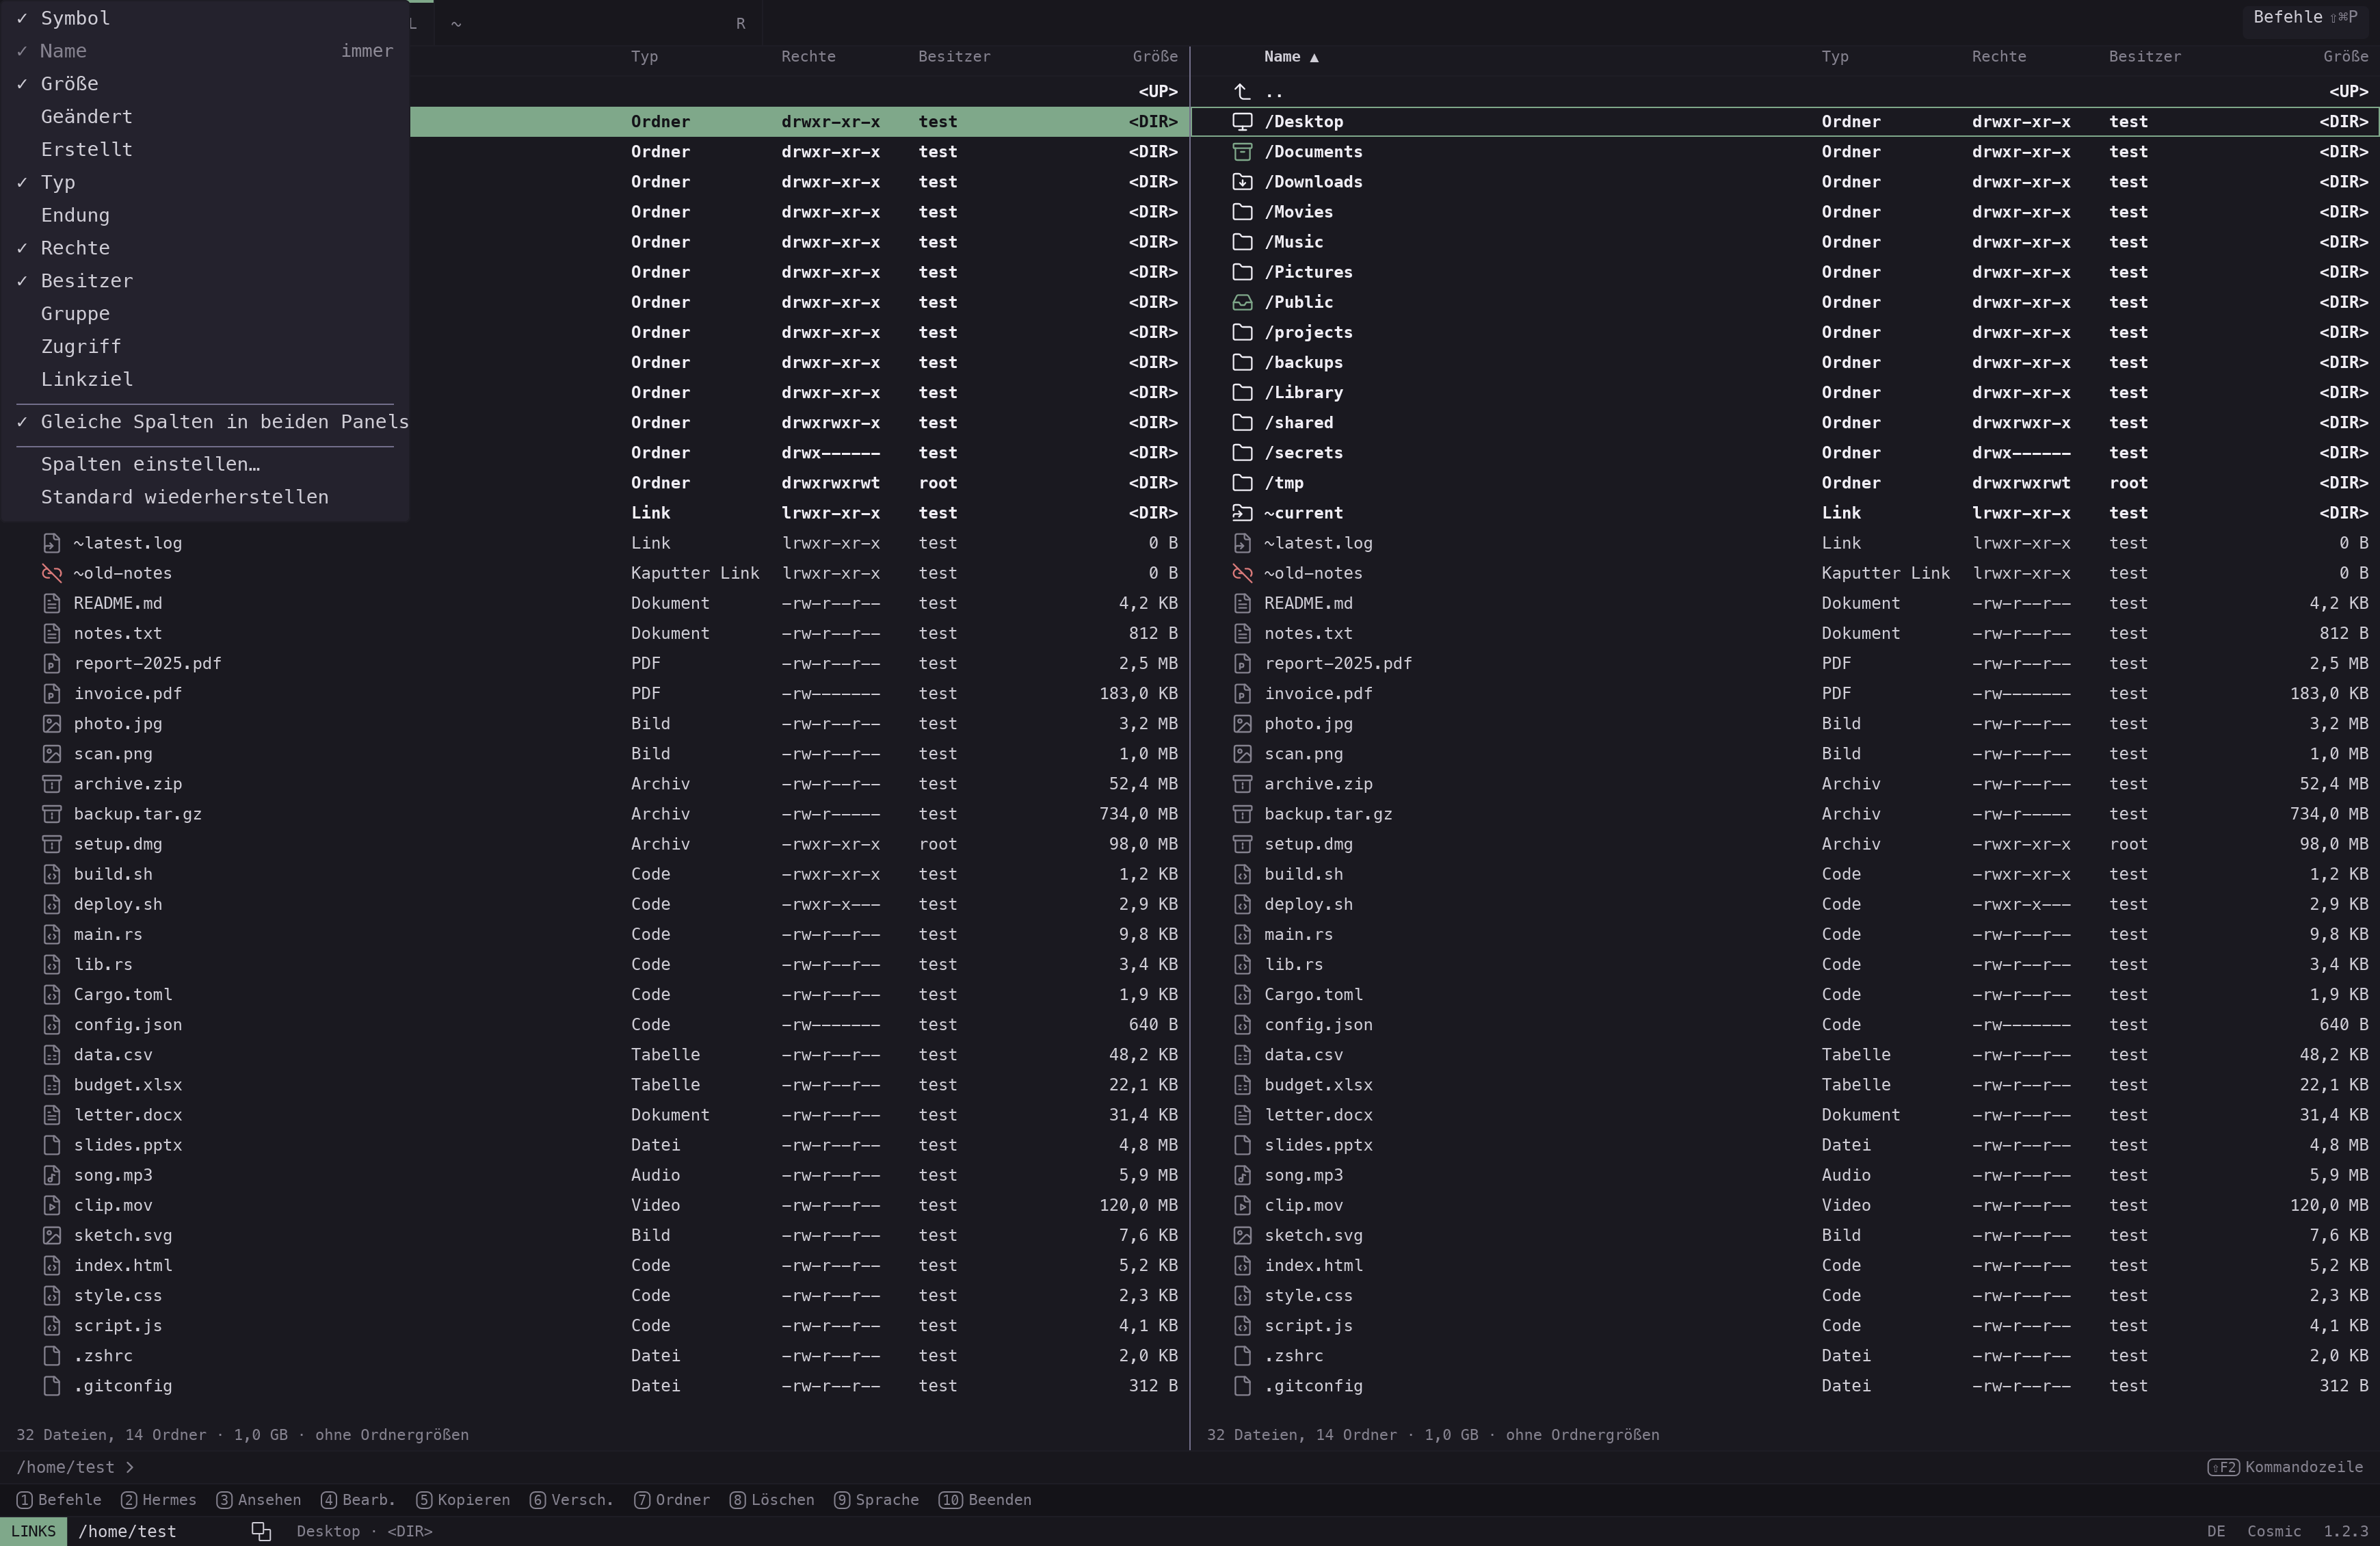 ✓ Symbol
✓ Name immer
✓ Größe
Geändert
Erstellt
✓ Typ
Endung
✓ Rechte
✓ Besitzer
Gruppe
Zugriff
Linkziel
✓ Gleiche Spalten in beiden Panels
Spalten einstellen…
Standard wiederherstellen
L ~ R Befehle ⇧⌘P
Typ Rechte Besitzer Größe
<UP>
Ordner drwxr-xr-x test <DIR>
Ordner drwxr-xr-x test <DIR>
Ordner drwxr-xr-x test <DIR>
Ordner drwxr-xr-x test <DIR>
Ordner drwxr-xr-x test <DIR>
Ordner drwxr-xr-x test <DIR>
Ordner drwxr-xr-x test <DIR>
Ordner drwxr-xr-x test <DIR>
Ordner drwxr-xr-x test <DIR>
Ordner drwxr-xr-x test <DIR>
Ordner drwxrwxr-x test <DIR>
Ordner drwx------ test <DIR>
Ordner drwxrwxrwt root <DIR>
Link lrwxr-xr-x test <DIR>
~latest.log Link lrwxr-xr-x test 0 B
~old-notes Kaputter Link lrwxr-xr-x test 0 B
README.md Dokument -rw-r--r-- test 4,2 KB
notes.txt Dokument -rw-r--r-- test 812 B
report-2025.pdf PDF -rw-r--r-- test 2,5 MB
invoice.pdf PDF -rw------- test 183,0 KB
photo.jpg Bild -rw-r--r-- test 3,2 MB
scan.png Bild -rw-r--r-- test 1,0 MB
archive.zip Archiv -rw-r--r-- test 52,4 MB
backup.tar.gz Archiv -rw-r----- test 734,0 MB
setup.dmg Archiv -rwxr-xr-x root 98,0 MB
build.sh Code -rwxr-xr-x test 1,2 KB
deploy.sh Code -rwxr-x--- test 2,9 KB
main.rs Code -rw-r--r-- test 9,8 KB
lib.rs Code -rw-r--r-- test 3,4 KB
Cargo.toml Code -rw-r--r-- test 1,9 KB
config.json Code -rw------- test 640 B
data.csv Tabelle -rw-r--r-- test 48,2 KB
budget.xlsx Tabelle -rw-r--r-- test 22,1 KB
letter.docx Dokument -rw-r--r-- test 31,4 KB
slides.pptx Datei -rw-r--r-- test 4,8 MB
song.mp3 Audio -rw-r--r-- test 5,9 MB
clip.mov Video -rw-r--r-- test 120,0 MB
sketch.svg Bild -rw-r--r-- test 7,6 KB
index.html Code -rw-r--r-- test 5,2 KB
style.css Code -rw-r--r-- test 2,3 KB
script.js Code -rw-r--r-- test 4,1 KB
.zshrc Datei -rw-r--r-- test 2,0 KB
.gitconfig Datei -rw-r--r-- test 312 B
32 Dateien, 14 Ordner · 1,0 GB · ohne Ordnergrößen
Name ▲ Typ Rechte Besitzer Größe
.. <UP>
/Desktop Ordner drwxr-xr-x test <DIR>
/Documents Ordner drwxr-xr-x test <DIR>
/Downloads Ordner drwxr-xr-x test <DIR>
/Movies Ordner drwxr-xr-x test <DIR>
/Music Ordner drwxr-xr-x test <DIR>
/Pictures Ordner drwxr-xr-x test <DIR>
/Public Ordner drwxr-xr-x test <DIR>
/projects Ordner drwxr-xr-x test <DIR>
/backups Ordner drwxr-xr-x test <DIR>
/Library Ordner drwxr-xr-x test <DIR>
/shared Ordner drwxrwxr-x test <DIR>
/secrets Ordner drwx------ test <DIR>
/tmp Ordner drwxrwxrwt root <DIR>
~current Link lrwxr-xr-x test <DIR>
~latest.log Link lrwxr-xr-x test 0 B
~old-notes Kaputter Link lrwxr-xr-x test 0 B
README.md Dokument -rw-r--r-- test 4,2 KB
notes.txt Dokument -rw-r--r-- test 812 B
report-2025.pdf PDF -rw-r--r-- test 2,5 MB
invoice.pdf PDF -rw------- test 183,0 KB
photo.jpg Bild -rw-r--r-- test 3,2 MB
scan.png Bild -rw-r--r-- test 1,0 MB
archive.zip Archiv -rw-r--r-- test 52,4 MB
backup.tar.gz Archiv -rw-r----- test 734,0 MB
setup.dmg Archiv -rwxr-xr-x root 98,0 MB
build.sh Code -rwxr-xr-x test 1,2 KB
deploy.sh Code -rwxr-x--- test 2,9 KB
main.rs Code -rw-r--r-- test 9,8 KB
lib.rs Code -rw-r--r-- test 3,4 KB
Cargo.toml Code -rw-r--r-- test 1,9 KB
config.json Code -rw------- test 640 B
data.csv Tabelle -rw-r--r-- test 48,2 KB
budget.xlsx Tabelle -rw-r--r-- test 22,1 KB
letter.docx Dokument -rw-r--r-- test 31,4 KB
slides.pptx Datei -rw-r--r-- test 4,8 MB
song.mp3 Audio -rw-r--r-- test 5,9 MB
clip.mov Video -rw-r--r-- test 120,0 MB
sketch.svg Bild -rw-r--r-- test 7,6 KB
index.html Code -rw-r--r-- test 5,2 KB
style.css Code -rw-r--r-- test 2,3 KB
script.js Code -rw-r--r-- test 4,1 KB
.zshrc Datei -rw-r--r-- test 2,0 KB
.gitconfig Datei -rw-r--r-- test 312 B
32 Dateien, 14 Ordner · 1,0 GB · ohne Ordnergrößen
/home/test > ⇧F2 Kommandozeile
1 Befehle 2 Hermes 3 Ansehen 4 Bearb. 5 Kopieren 6 Versch. 7 Ordner 8 Löschen 9 Sprache 10 Beenden
LINKS /home/test Desktop · <DIR> DE Cosmic 1.2.3